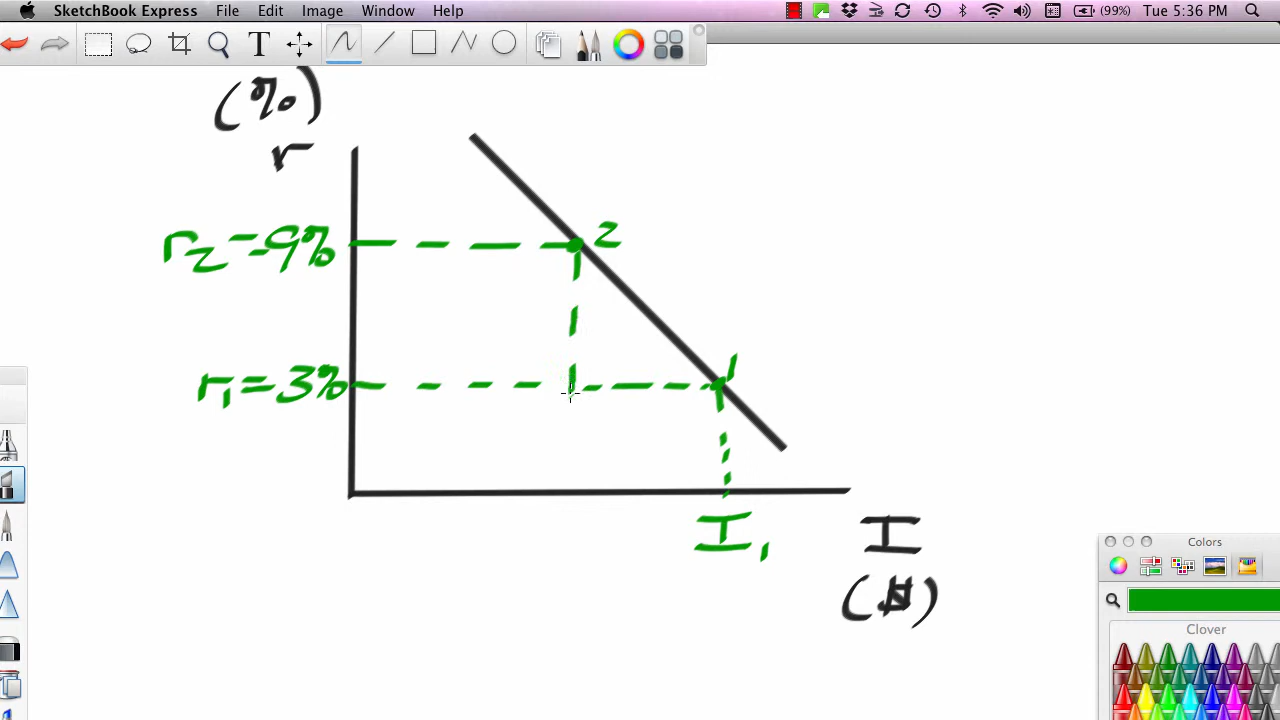 SketchBook Express File Edit Image Window Help (99%) Tue 5:36 PM
T
(%)
r
r₂ = 9%
2
r₁ = 3%
1
I₁
I
($)
Colors
Clover